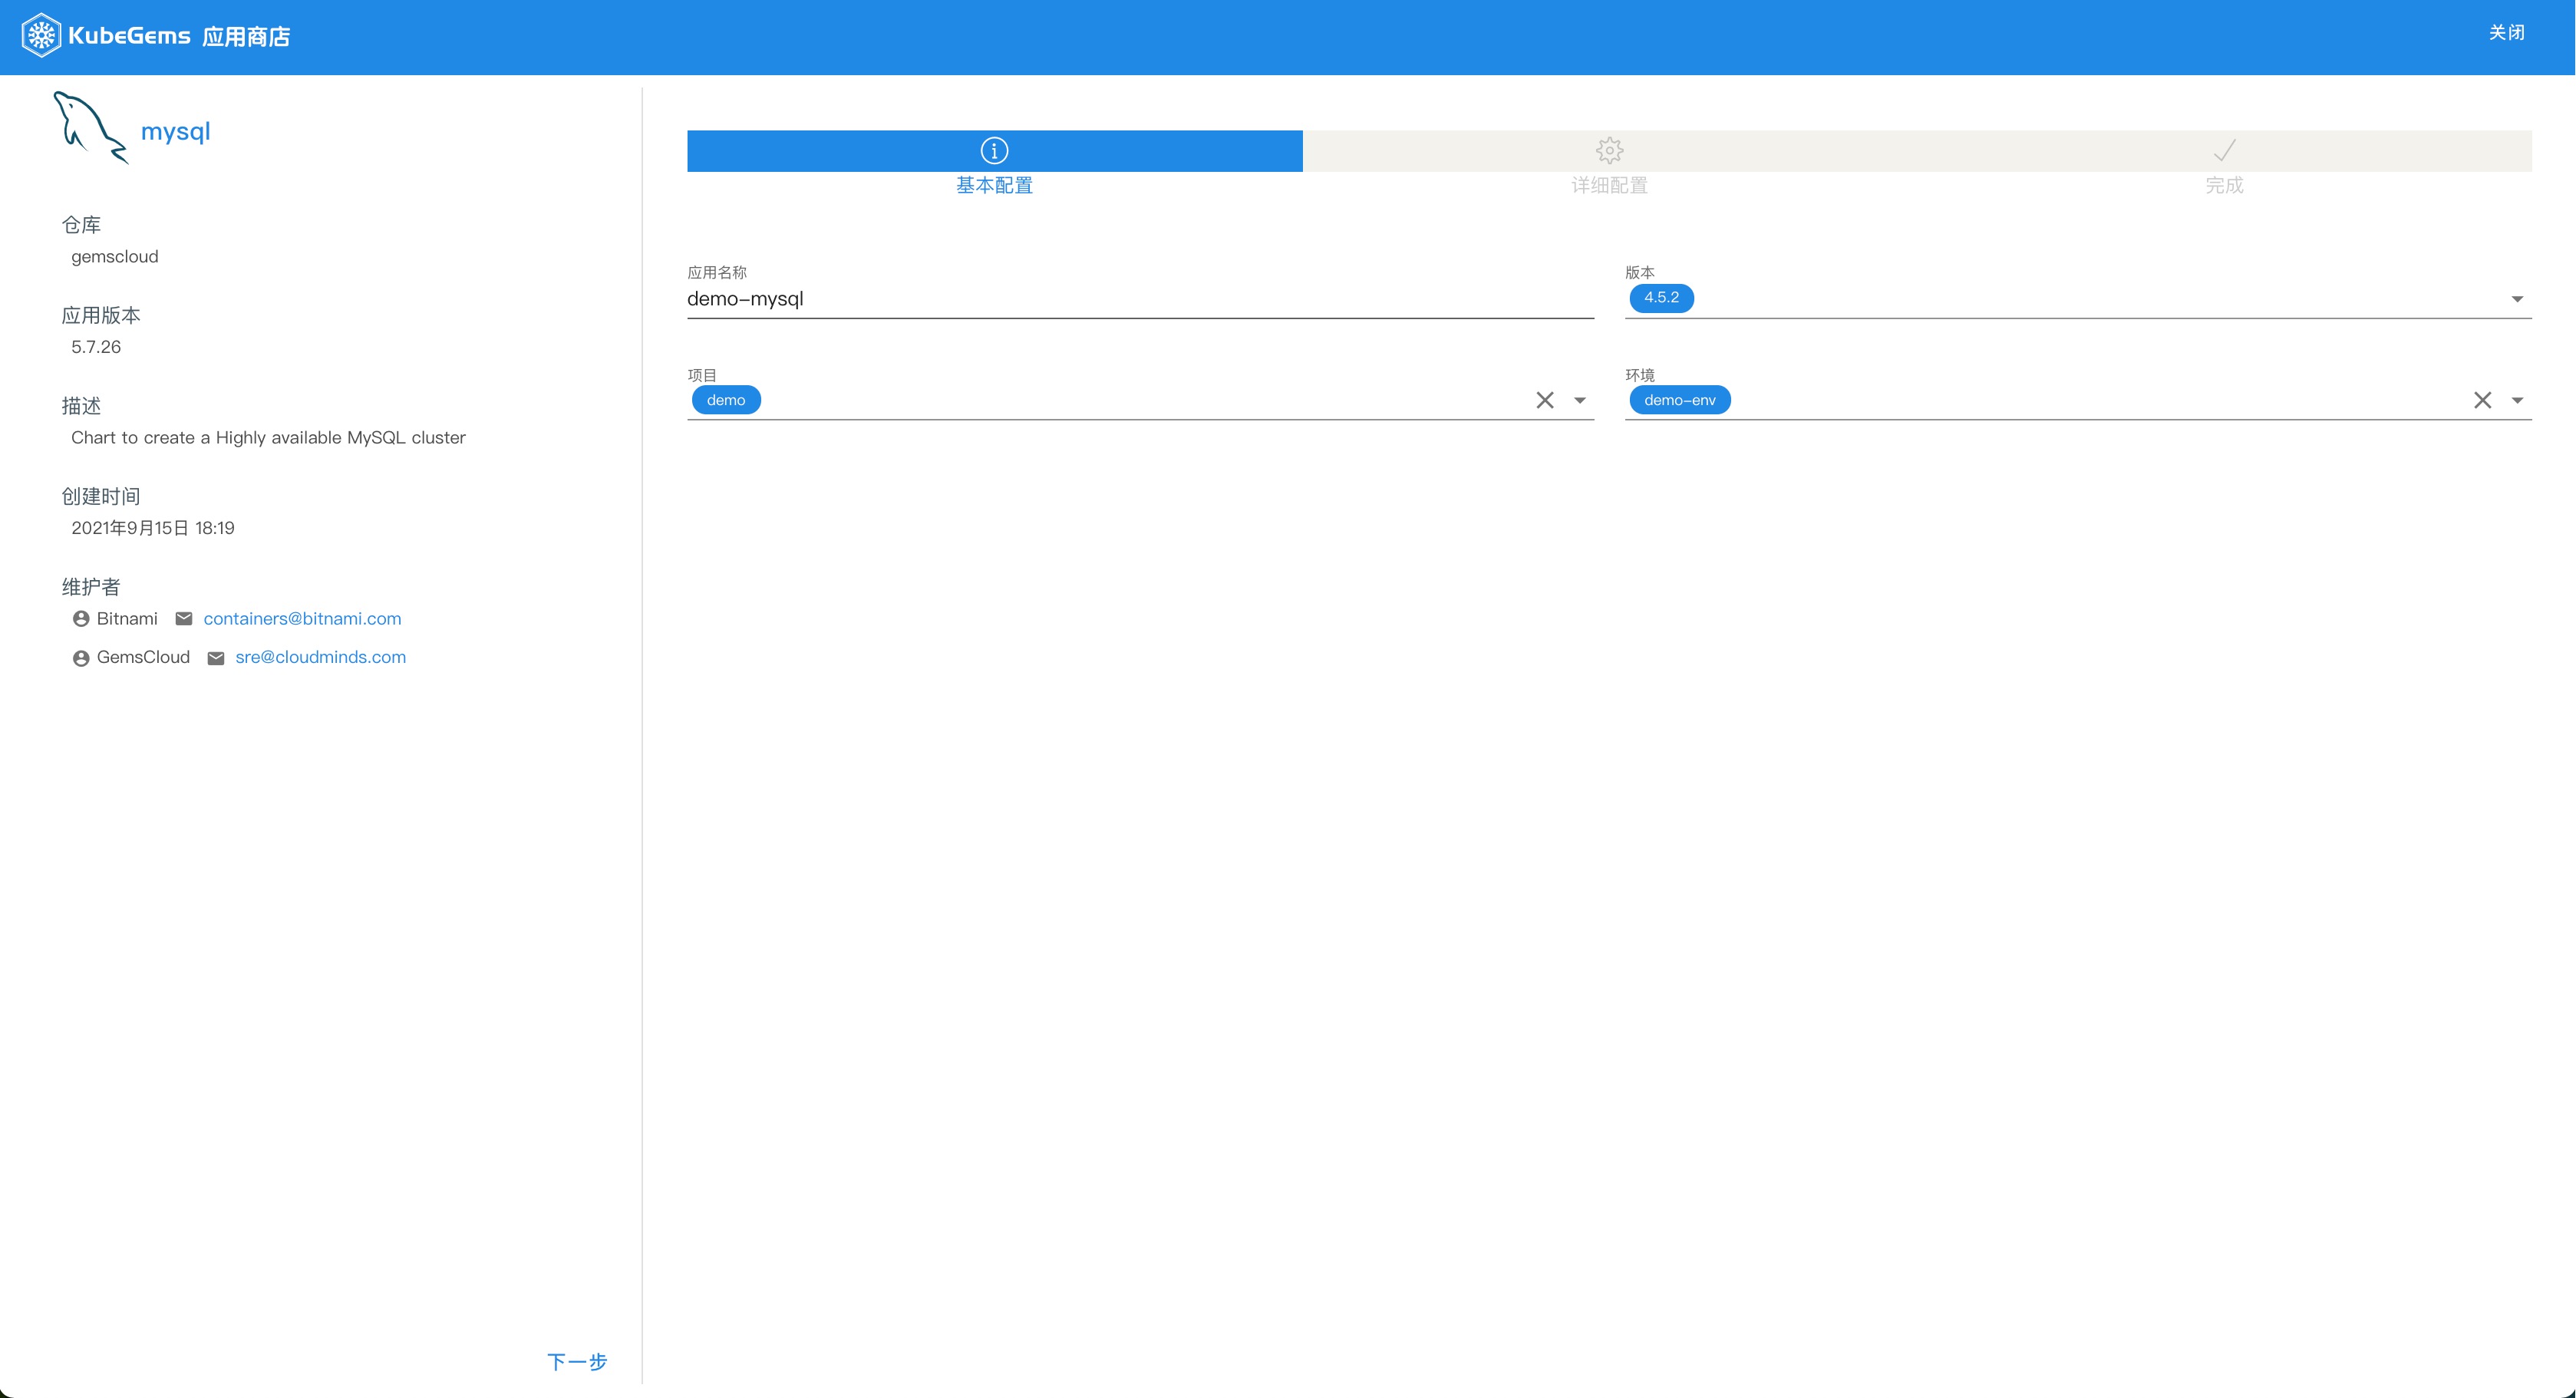 KubeGems 应用商店
关闭
mysql
仓库
gemscloud
应用版本
5.7.26
描述
Chart to create a Highly available MySQL cluster
创建时间
2021年9月15日 18:19
维护者
Bitnami containers@bitnami.com
GemsCloud sre@cloudminds.com
下一步
基本配置 详细配置 完成
应用名称 版本
demo-mysql 4.5.2
项目 环境
demo demo-env